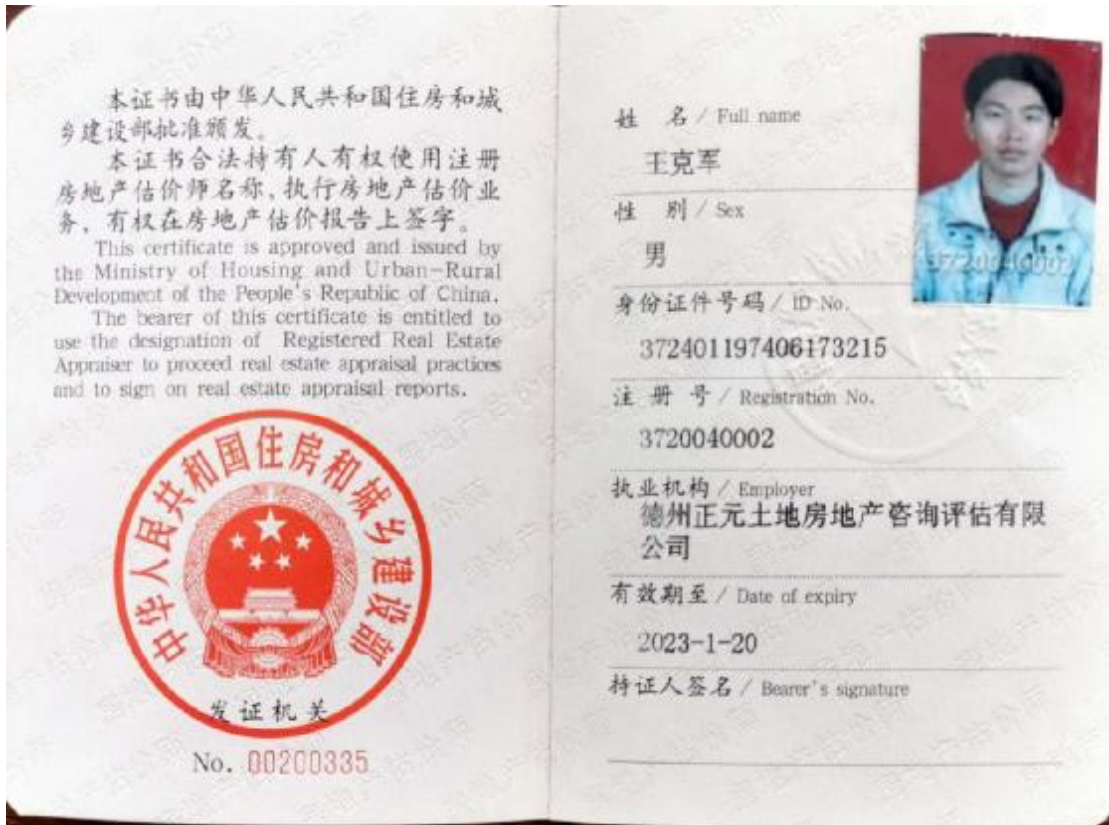 本证书由中华人民共和国住房和城
乡建设部批准颁发。
本证书合法持有人有权使用注册
房地产估价师名称、执行房地产估价业
务，有权在房地产估价报告上签字。
This certificate is approved and issued by
the Ministry of Housing and Urban-Rural
Development of the People's Republic of China.
The bearer of this certificate is entitled to
use the designation of Registered Real Estate
Appraiser to proceed real estate appraisal practices
and to sign on real estate appraisal reports.
中华人民共和国住房和城乡建设部
发证机关
No. 00200335
姓 名 / Full name
王克军
性 别 / Sex
男
3720040002
身份证件号码 / ID No.
372401197406173215
注 册 号 / Registration No.
3720040002
执业机构 / Employer
德州正元土地房地产咨询评估有限
公司
有效期至 / Date of expiry
2023-1-20
持证人签名 / Bearer's signature